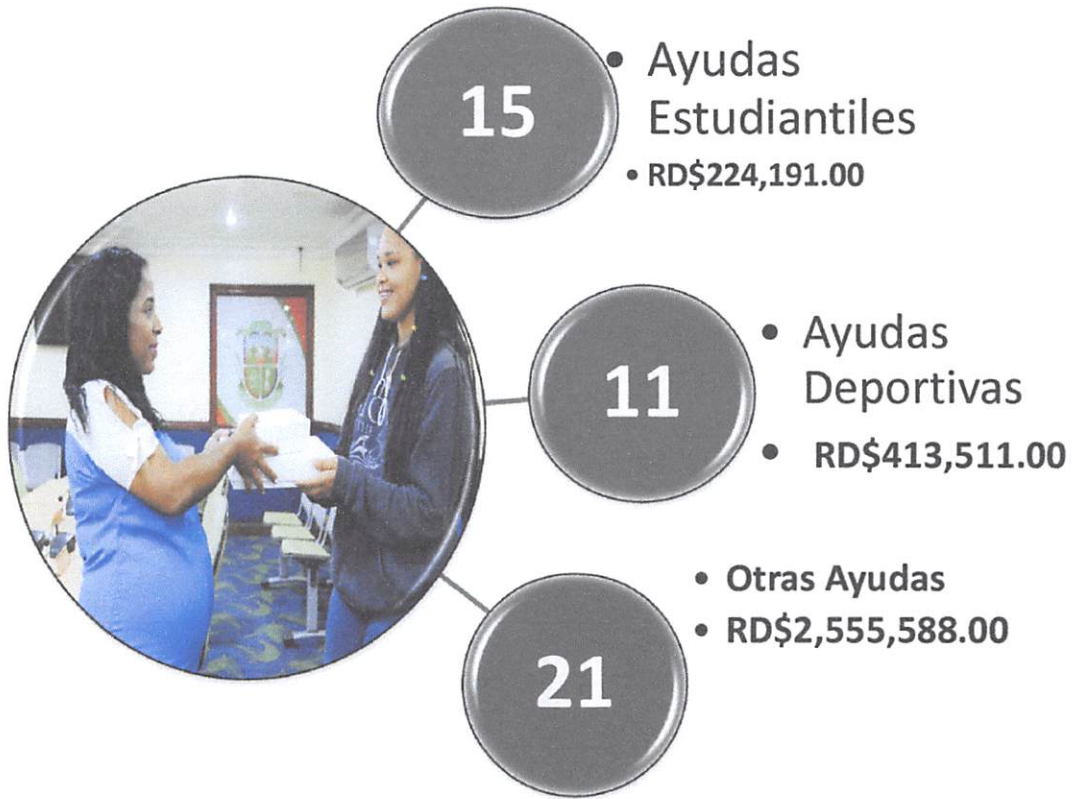 15
• Ayudas
Estudiantiles
• RD$224,191.00
11
• Ayudas
Deportivas
• RD$413,511.00
21
• Otras Ayudas
• RD$2,555,588.00